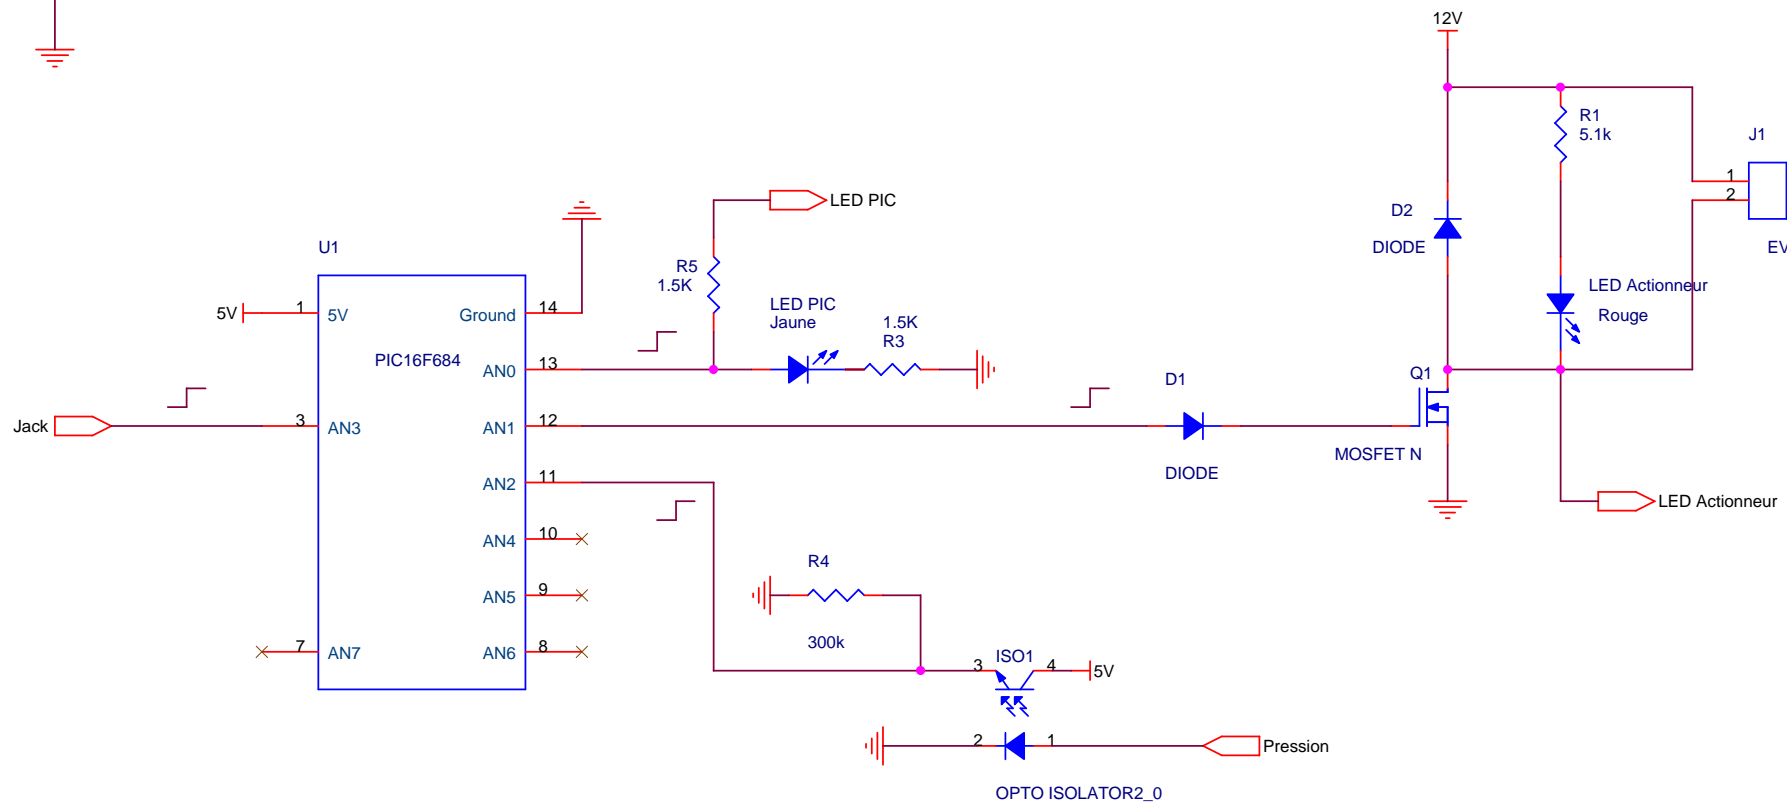 12V
R1
5.1k
J1
1
2
EV
D2
DIODE
LED Actionneur
Rouge
LED PIC
R5
1.5K
LED PIC
Jaune
1.5K
R3
U1
5V
1
5V
Ground
14
PIC16F684
AN0
13
Jack
3
AN3
AN1
12
D1
DIODE
Q1
MOSFET N
LED Actionneur
AN2
11
AN4
10
AN5
9
7
AN7
AN6
8
R4
300k
ISO1
3
4
5V
2
1
Pression
OPTO ISOLATOR2_0